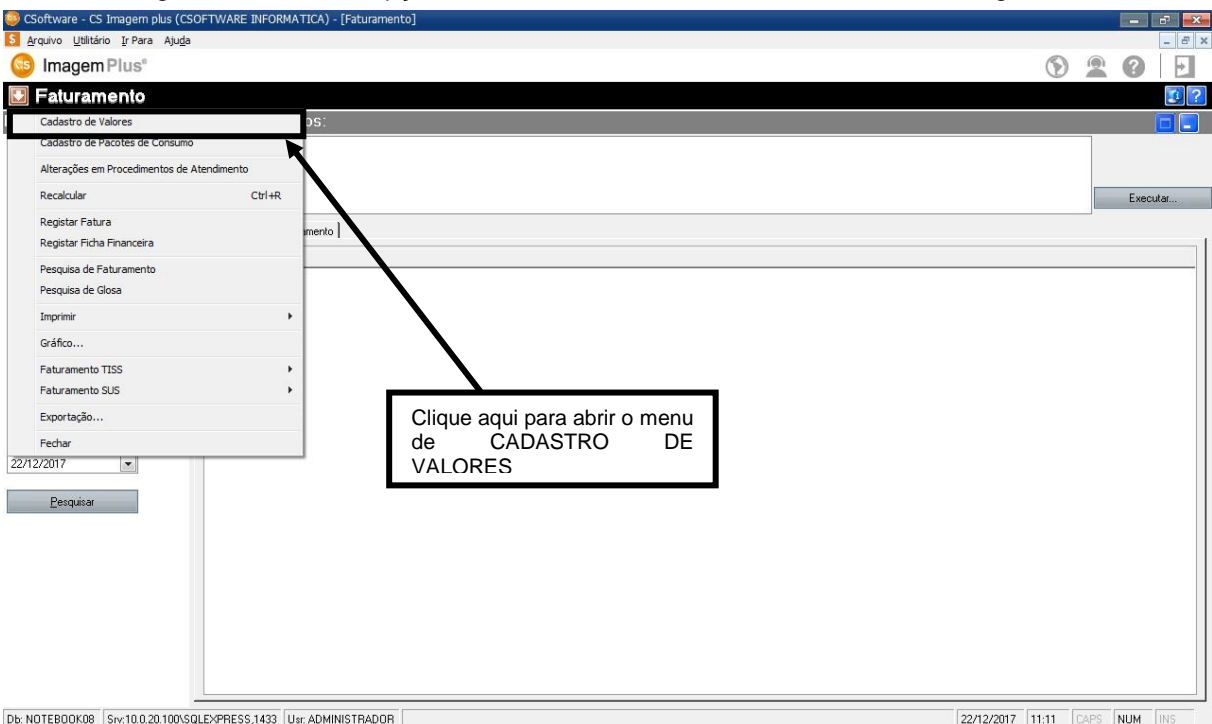 CSoftware - CS Imagem plus (CSOFTWARE INFORMATICA) - [Faturamento]
Arquivo Utilitário Ir Para Ajuda
CS ImagemPlus®
Faturamento
Cadastro de Valores
os:
Cadastro de Pacotes de Consumo
Alterações em Procedimentos de Atendimento
Recalcular Ctrl+R
Executar...
Registar Fatura
amento
Registar Ficha Financeira
Pesquisa de Faturamento
Pesquisa de Glosa
Imprimir
Gráfico...
Faturamento TISS
Faturamento SUS
Exportação...
Fechar
Clique aqui para abrir o menu
de CADASTRO DE
VALORES
22/12/2017
Pesquisar
Db: NOTEBOOK08 Srv:10.0.20.100\SQLEXPRESS,1433 Usr: ADMINISTRADOR 22/12/2017 11:11 CAPS NUM INS